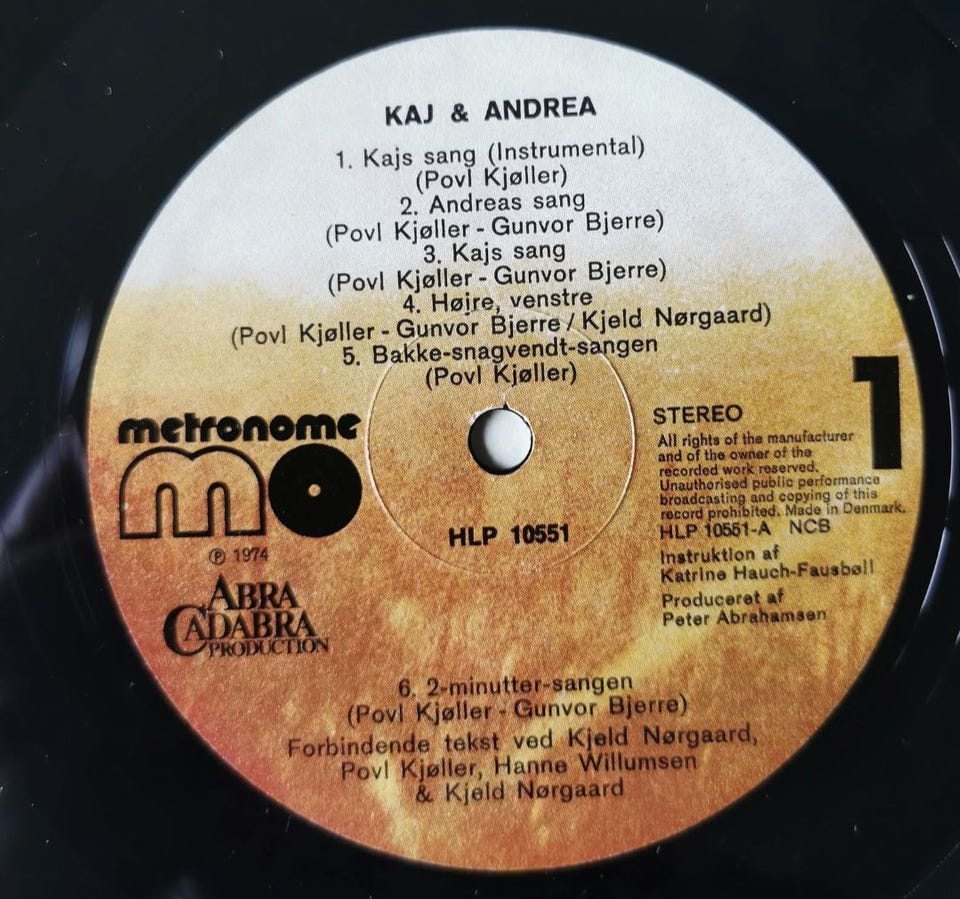 KAJ & ANDREA
1. Kajs sang (Instrumental)
(Povl Kjøller)
2. Andreas sang
(Povl Kjøller - Gunvor Bjerre)
3. Kajs sang
(Povl Kjøller - Gunvor Bjerre)
4. Højre, venstre
(Povl Kjøller - Gunvor Bjerre / Kjeld Nørgaard)
5. Bakke-snagvendt-sangen
(Povl Kjøller)
metronome
mo
℗ 1974
ABRA
CADABRA
PRODUCTION
HLP 10551
1
STEREO
All rights of the manufacturer
and of the owner of the
recorded work reserved.
Unauthorised public performance
broadcasting and copying of this
record prohibited. Made in Denmark.
HLP 10551-A NCB
Instruktion af
Katrine Hauch-Fausbøll
Produceret af
Peter Abrahamsen
6. 2-minutter-sangen
(Povl Kjøller - Gunvor Bjerre)
Forbindende tekst ved Kjeld Nørgaard,
Povl Kjøller, Hanne Willumsen
& Kjeld Nørgaard